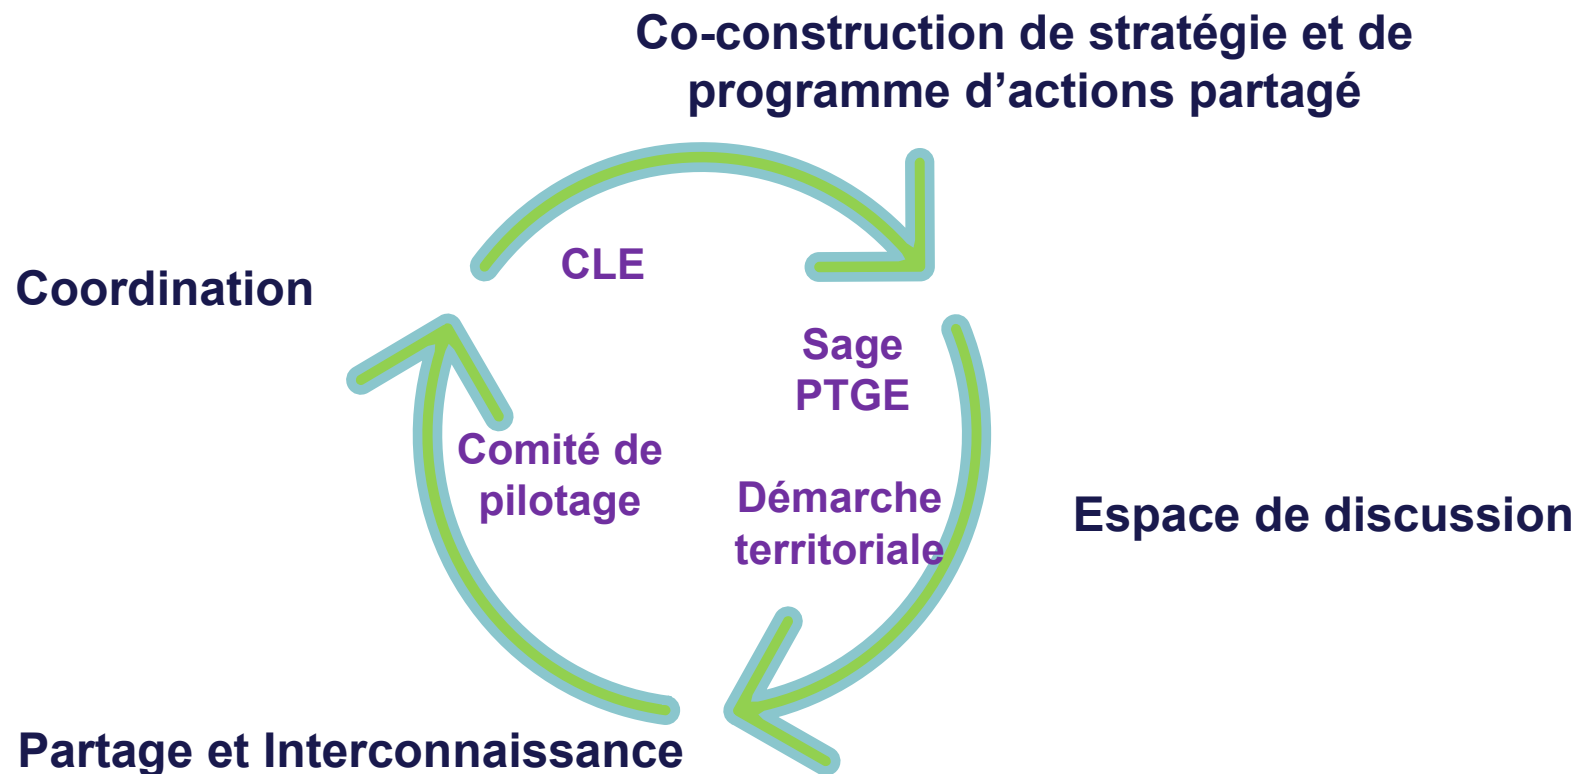 Co-construction de stratégie et de
programme d’actions partagé
CLE
Coordination
Sage
PTGE
Comité de
pilotage
Démarche
territoriale
Espace de discussion
Partage et Interconnaissance